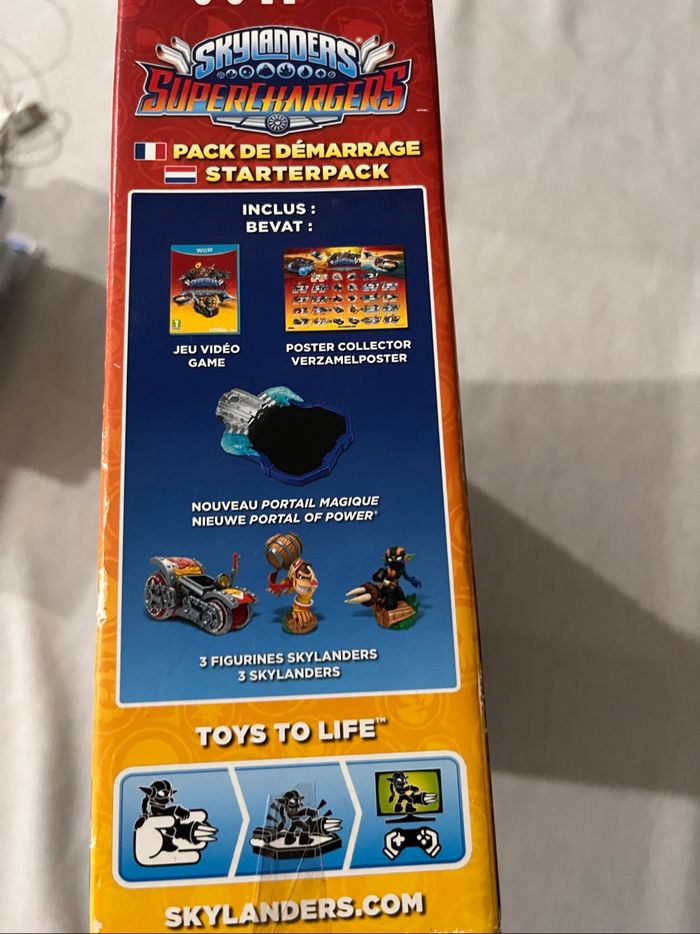 SKYLANDERS
SUPERCHARGERS
PACK DE DÉMARRAGE
STARTERPACK
INCLUS :
BEVAT :
WII U
JEU VIDÉO
GAME
POSTER COLLECTOR
VERZAMELPOSTER
NOUVEAU PORTAIL MAGIQUE
NIEUWE PORTAL OF POWER®
3 FIGURINES SKYLANDERS
3 SKYLANDERS
TOYS TO LIFE™
SKYLANDERS.COM